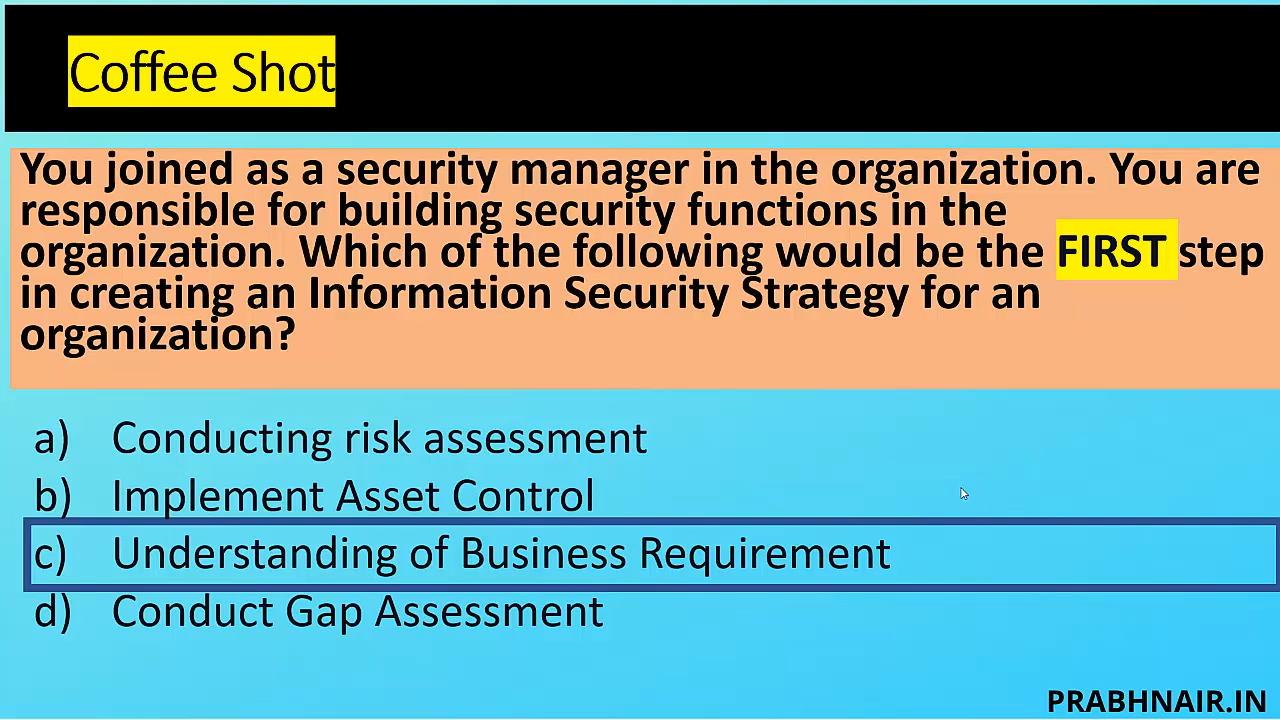 Coffee Shot
You joined as a security manager in the organization. You are
responsible for building security functions in the
organization. Which of the following would be the FIRST step
in creating an Information Security Strategy for an
organization?
a) Conducting risk assessment
b) Implement Asset Control
c) Understanding of Business Requirement
d) Conduct Gap Assessment
PRABHNAIR.IN